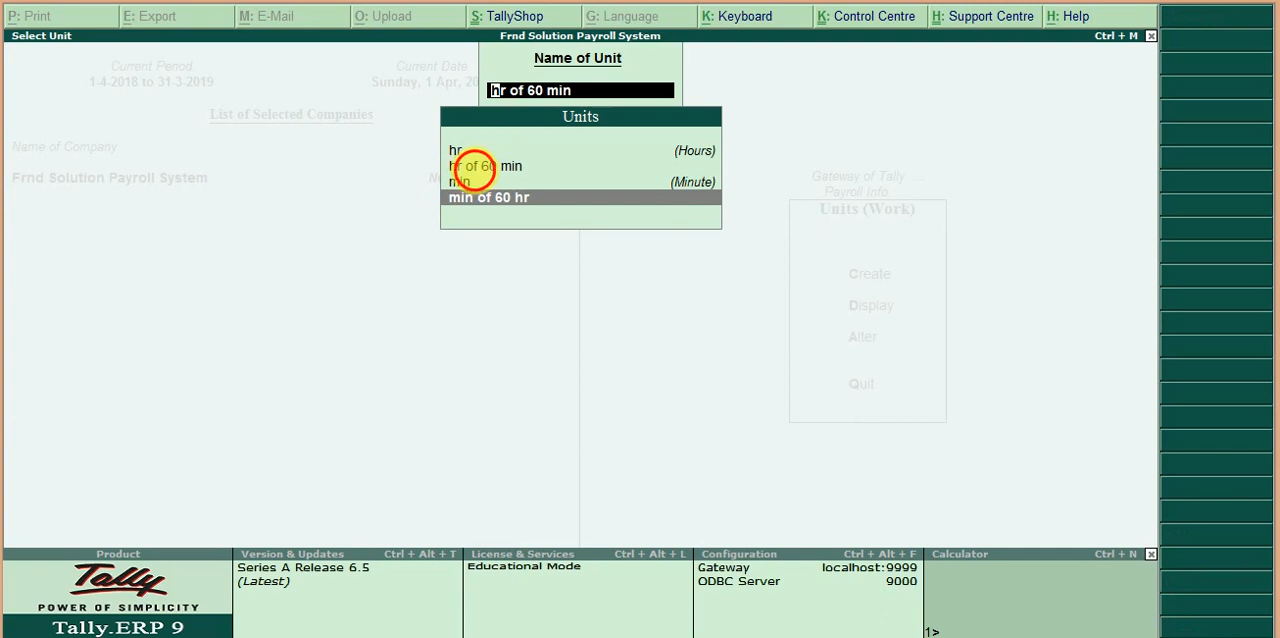 P: Print E: Export M: E-Mail O: Upload S: TallyShop G: Language K: Keyboard K: Control Centre H: Support Centre H: Help
Select Unit Frnd Solution Payroll System Ctrl + M
Current Period
1-4-2018 to 31-3-2019
Current Date
Sunday, 1 Apr, 20
List of Selected Companies
Name of Company
Frnd Solution Payroll System
Name of Unit
hr of 60 min
Units
hr (Hours)
hr of 60 min
min (Minute)
min of 60 hr
Gateway of Tally ...
Payroll Info ...
Units (Work)
Create
Display
Alter
Quit
Product
Tally
POWER OF SIMPLICITY
Tally.ERP 9
Version & Updates Ctrl + Alt + T
Series A Release 6.5
(Latest)
License & Services Ctrl + Alt + L
Educational Mode
Configuration Ctrl + Alt + F
Gateway localhost:9999
ODBC Server 9000
Calculator Ctrl + N
1>